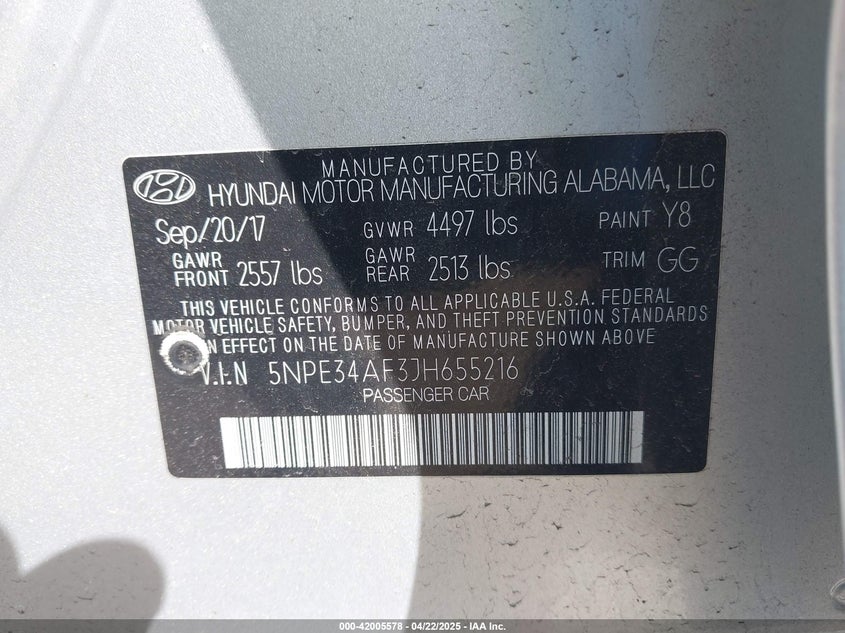 MANUFACTURED BY
HYUNDAI MOTOR MANUFACTURING ALABAMA, LLC
Sep/20/17 GVWR 4497 lbs PAINT Y8
GAWR FRONT 2557 lbs GAWR REAR 2513 lbs TRIM GG
THIS VEHICLE CONFORMS TO ALL APPLICABLE U.S.A. FEDERAL
MOTOR VEHICLE SAFETY, BUMPER, AND THEFT PREVENTION STANDARDS
IN EFFECT ON THE DATE OF MANUFACTURE SHOWN ABOVE
V.I.N 5NPE34AF3JH655216
PASSENGER CAR
000-42005578 - 04/22/2025 - IAA Inc.